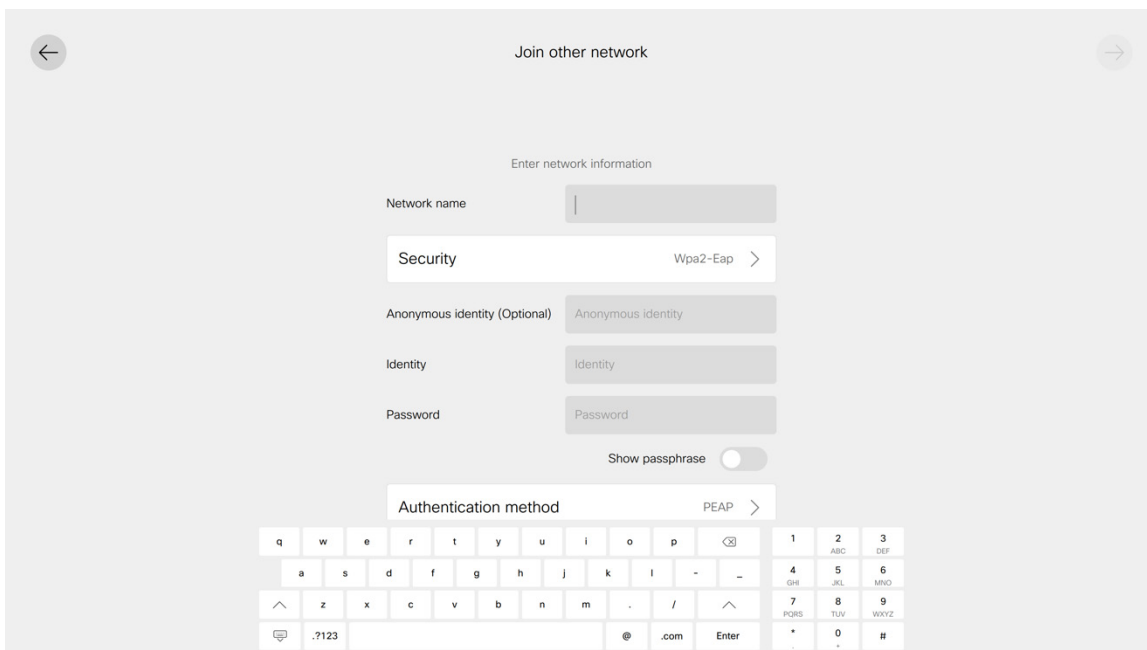 Join other network
Enter network information
Network name
Security Wpa2-Eap
Anonymous identity (Optional) Anonymous identity
Identity Identity
Password Password
Show passphrase
Authentication method PEAP
q w e r t y u i o p 1 2 ABC 3 DEF
a s d f g h j k l - _ 4 GHI 5 JKL 6 MNO
z x c v b n m . / 7 PQRS 8 TUV 9 WXYZ
.?123 @ .com Enter * . 0 + #